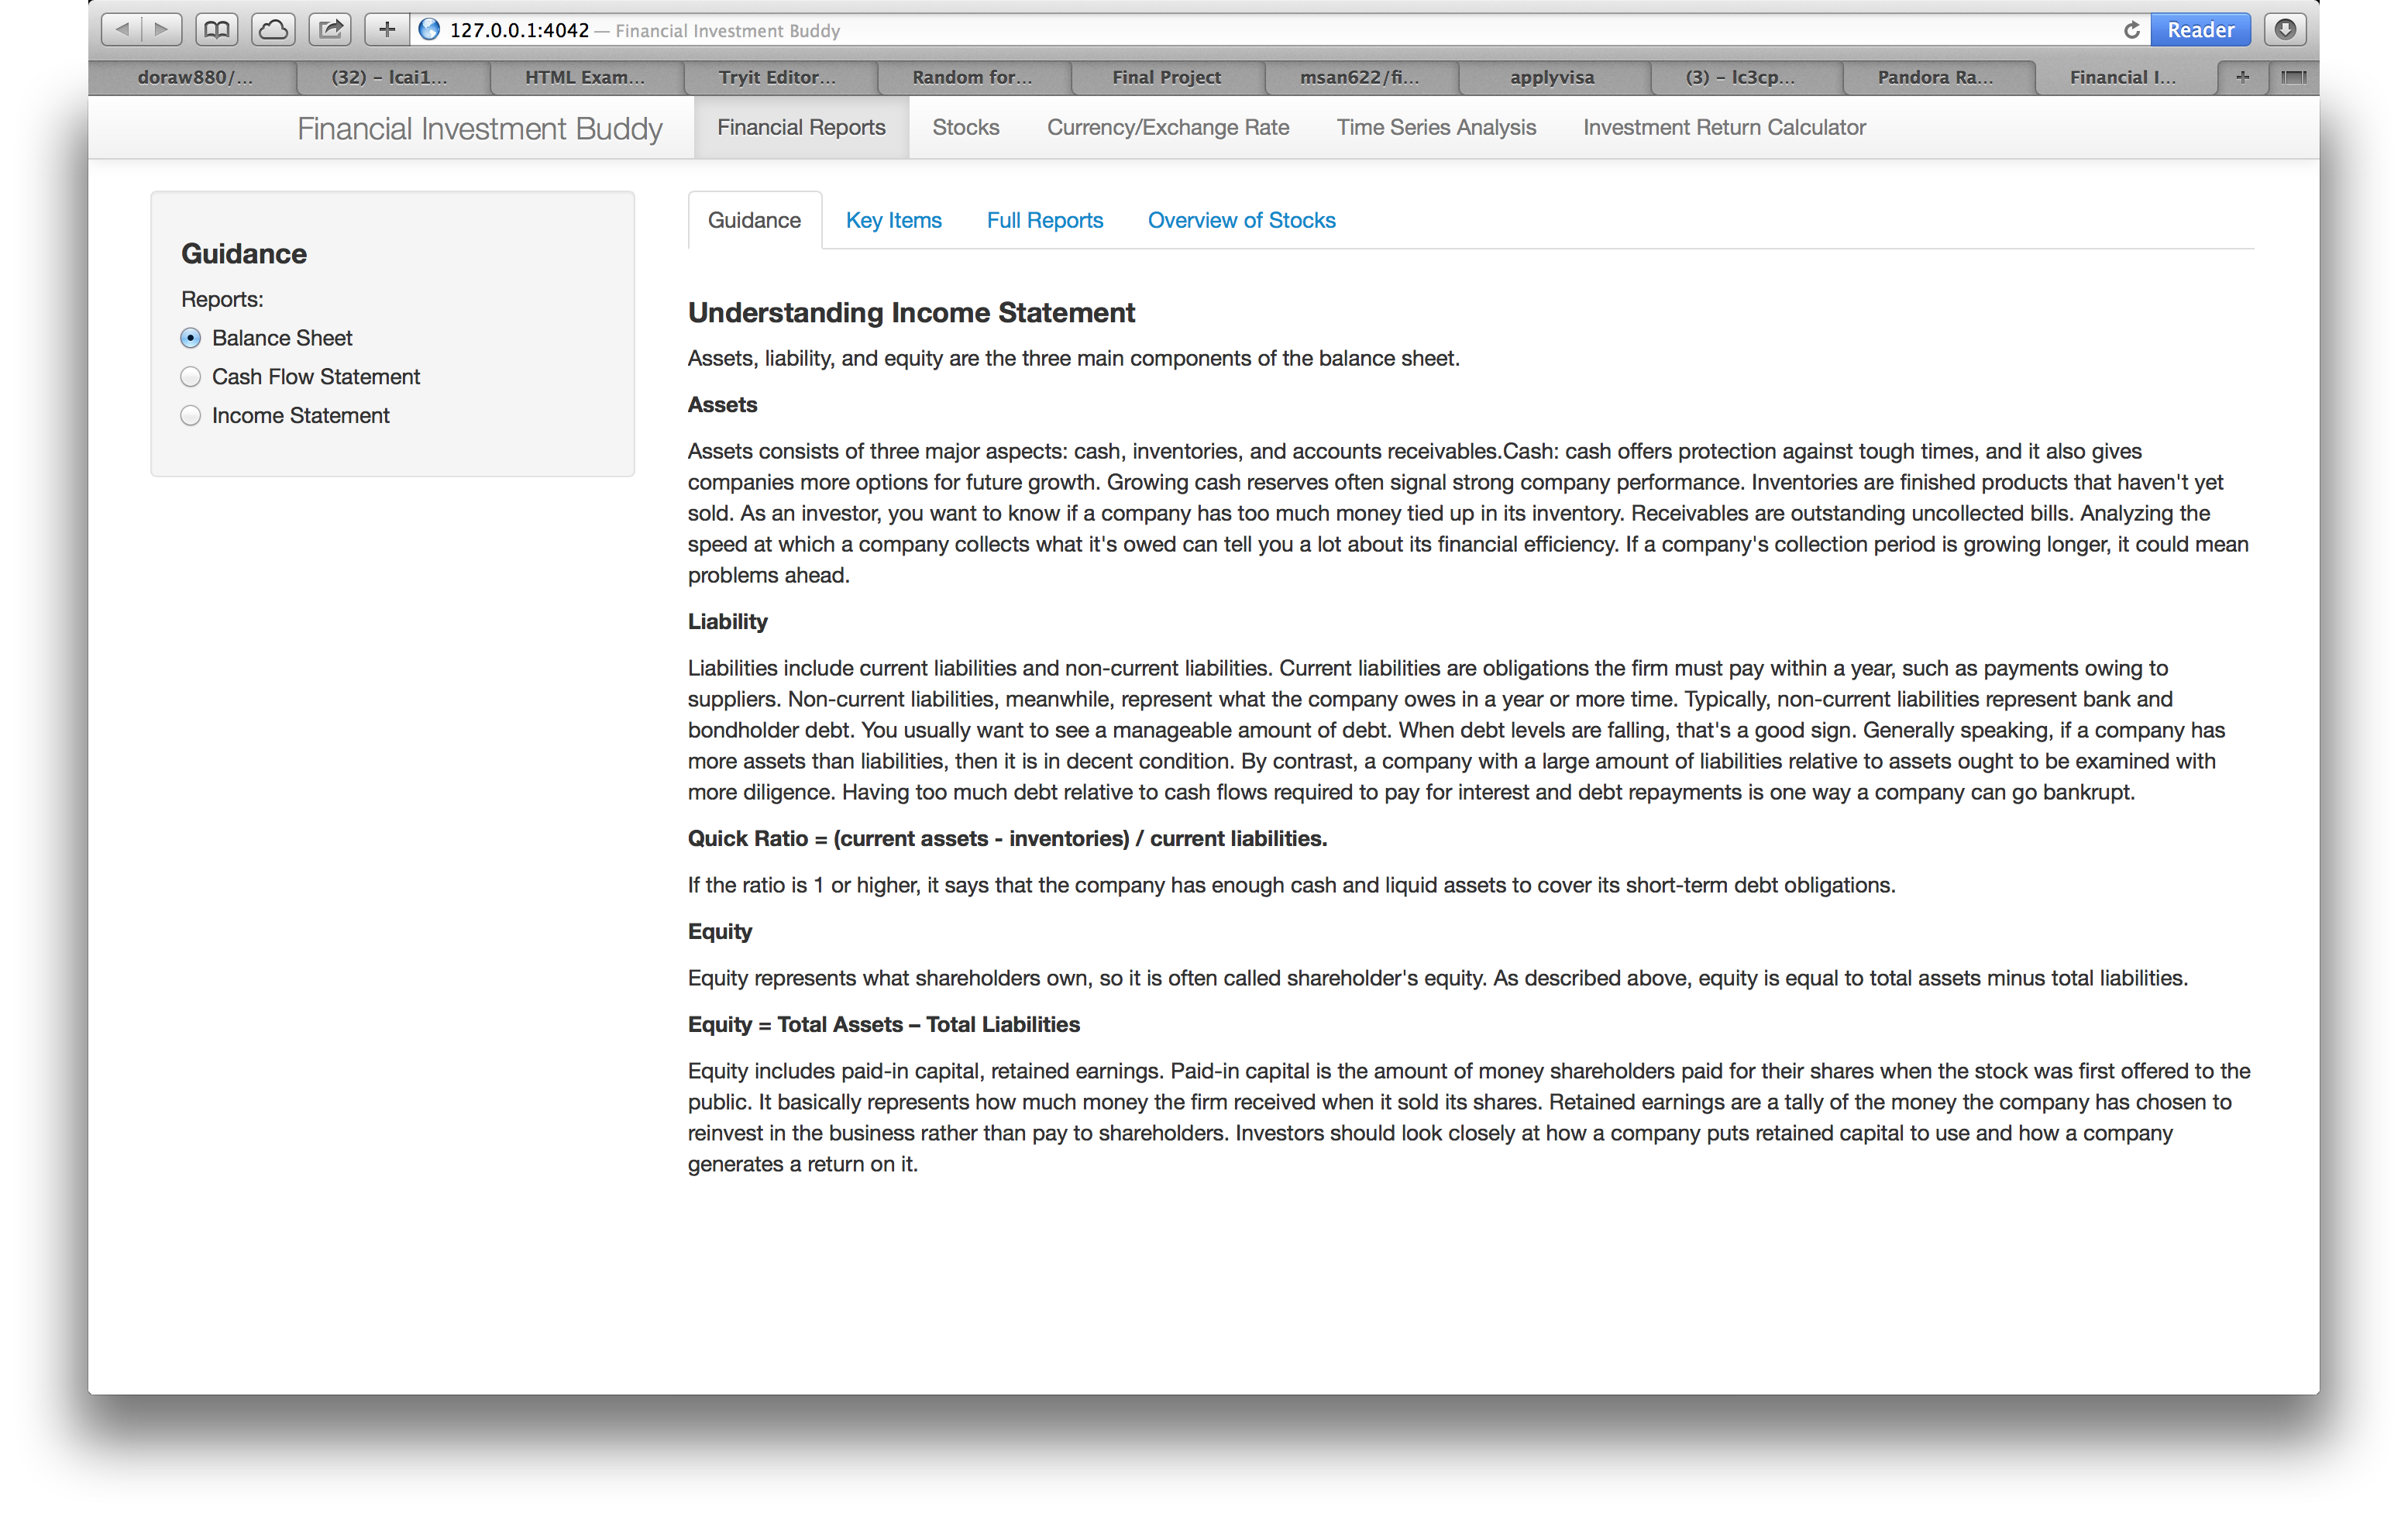 127.0.0.1:4042 — Financial Investment Buddy
Reader
doraw880/...
(32) – lcai1...
HTML Exam...
Tryit Editor...
Random for...
Final Project
msan622/fi...
applyvisa
(3) – lc3cp...
Pandora Ra...
Financial I...
Financial Investment Buddy
Financial Reports
Stocks
Currency/Exchange Rate
Time Series Analysis
Investment Return Calculator
Guidance
Reports:
Balance Sheet
Cash Flow Statement
Income Statement
Guidance
Key Items
Full Reports
Overview of Stocks
Understanding Income Statement
Assets, liability, and equity are the three main components of the balance sheet.
Assets
Assets consists of three major aspects: cash, inventories, and accounts receivables.Cash: cash offers protection against tough times, and it also gives
companies more options for future growth. Growing cash reserves often signal strong company performance. Inventories are finished products that haven't yet
sold. As an investor, you want to know if a company has too much money tied up in its inventory. Receivables are outstanding uncollected bills. Analyzing the
speed at which a company collects what it's owed can tell you a lot about its financial efficiency. If a company's collection period is growing longer, it could mean
problems ahead.
Liability
Liabilities include current liabilities and non-current liabilities. Current liabilities are obligations the firm must pay within a year, such as payments owing to
suppliers. Non-current liabilities, meanwhile, represent what the company owes in a year or more time. Typically, non-current liabilities represent bank and
bondholder debt. You usually want to see a manageable amount of debt. When debt levels are falling, that's a good sign. Generally speaking, if a company has
more assets than liabilities, then it is in decent condition. By contrast, a company with a large amount of liabilities relative to assets ought to be examined with
more diligence. Having too much debt relative to cash flows required to pay for interest and debt repayments is one way a company can go bankrupt.
Quick Ratio = (current assets - inventories) / current liabilities.
If the ratio is 1 or higher, it says that the company has enough cash and liquid assets to cover its short-term debt obligations.
Equity
Equity represents what shareholders own, so it is often called shareholder's equity. As described above, equity is equal to total assets minus total liabilities.
Equity = Total Assets – Total Liabilities
Equity includes paid-in capital, retained earnings. Paid-in capital is the amount of money shareholders paid for their shares when the stock was first offered to the
public. It basically represents how much money the firm received when it sold its shares. Retained earnings are a tally of the money the company has chosen to
reinvest in the business rather than pay to shareholders. Investors should look closely at how a company puts retained capital to use and how a company
generates a return on it.